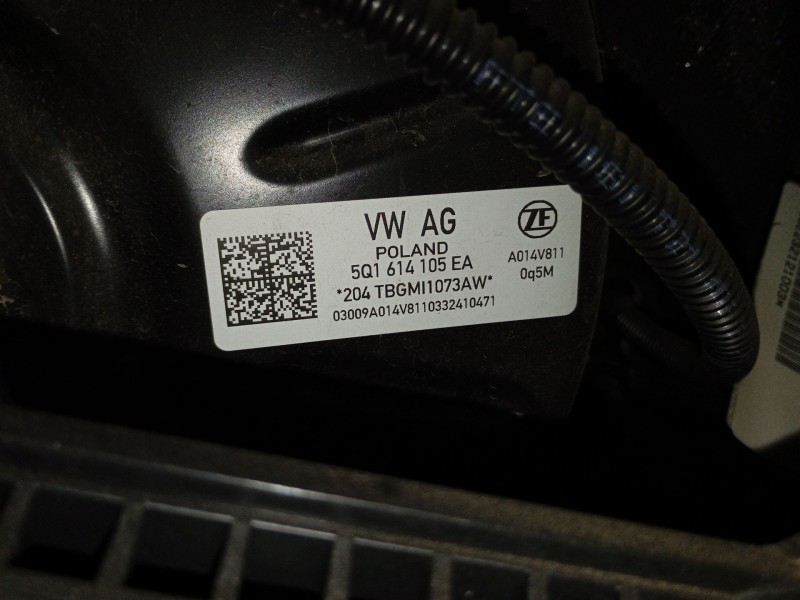 VW AG
ZF
POLAND
5Q1 614 105 EA
A014V811
*204 TBGMI1073AW*
0q5M
03009A014V8110332410471